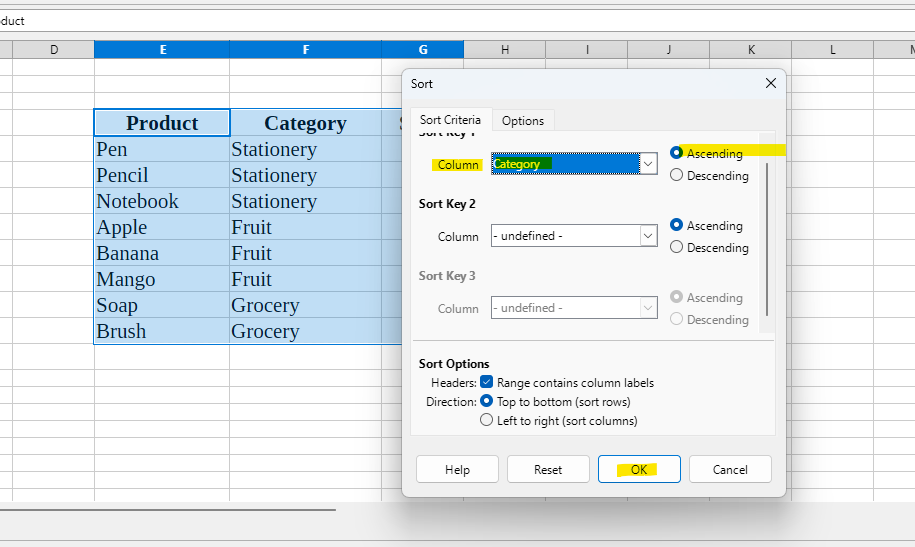 duct
D E F G H I J K L
Sort
Sort Criteria Options
Product Category
Column Category Ascending
Pen Stationery
Descending
Pencil Stationery
Sort Key 2
Notebook Stationery
Apple Fruit
Column - undefined - Ascending
Descending
Banana Fruit
Sort Key 3
Mango Fruit
Column - undefined - Ascending
Soap Grocery
Descending
Brush Grocery
Sort Options
Headers: Range contains column labels
Direction: Top to bottom (sort rows)
Left to right (sort columns)
Help Reset OK Cancel